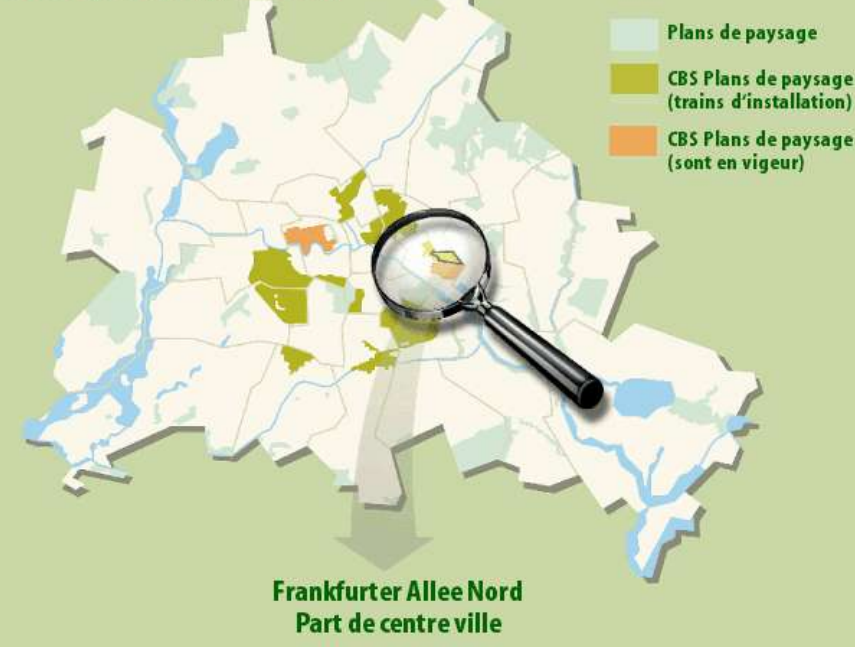 Plans de paysage
CBS Plans de paysage
(trains d'installation)
CBS Plans de paysage
(sont en vigeur)
Frankfurter Allee Nord
Part de centre ville